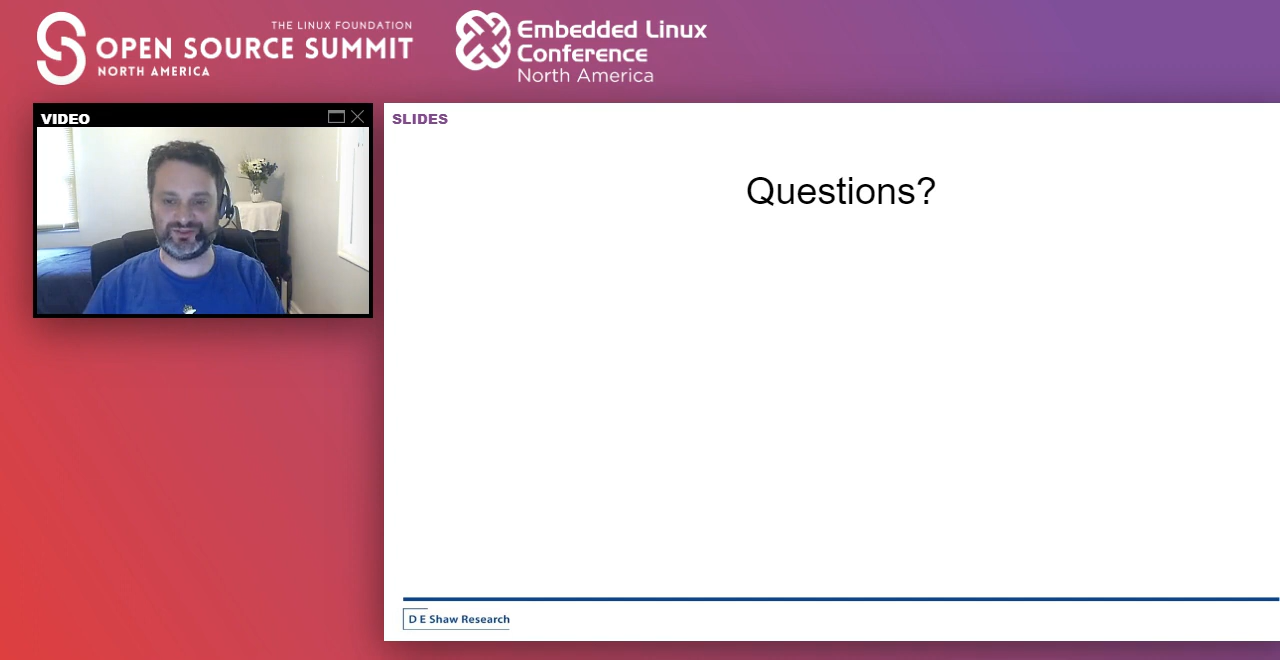 THE LINUX FOUNDATION
OPEN SOURCE SUMMIT
NORTH AMERICA
Embedded Linux
Conference
North America
VIDEO
SLIDES
Questions?
D E Shaw Research